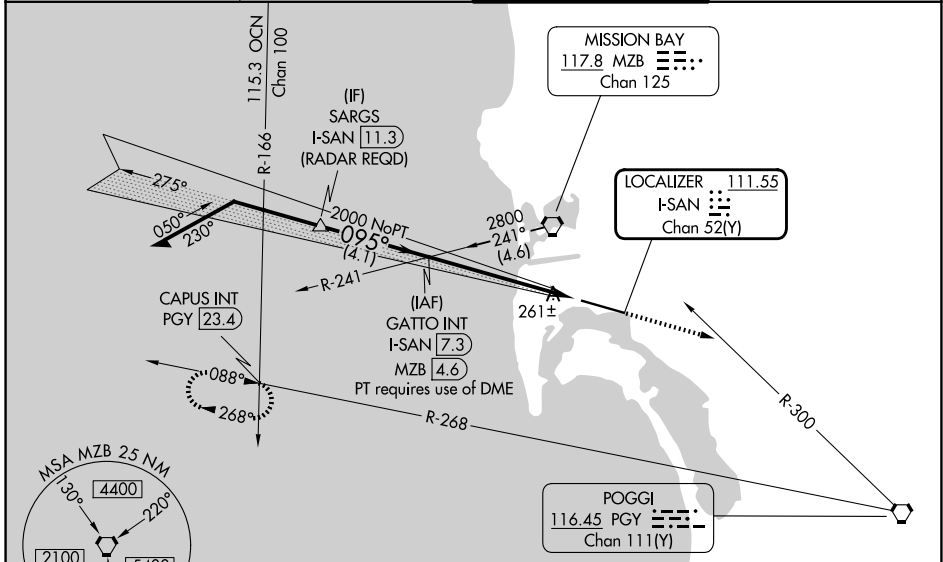 115.3 OCN
Chan 100
R-166
(IF)
SARGS
I-SAN 11.3
(RADAR REQD)
MISSION BAY
117.8 MZB
Chan 125
LOCALIZER 111.55
I-SAN
Chan 52(Y)
275°
050°
230°
2000 NoPT
095°
(4.1)
2800
241°
(4.6)
R-241
261±
(IAF)
GATTO INT
I-SAN 7.3
MZB 4.6
PT requires use of DME
CAPUS INT
PGY 23.4
088°
268°
R-268
R-300
POGGI
116.45 PGY
Chan 111(Y)
MSA MZB 25 NM
130°
4400
220°
2100